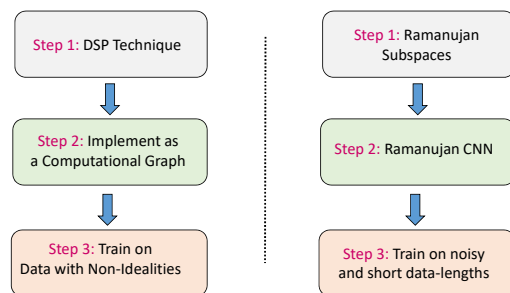 Step 1: DSP Technique
Step 2: Implement as
a Computational Graph
Step 3: Train on
Data with Non-Idealities
Step 1: Ramanujan
Subspaces
Step 2: Ramanujan CNN
Step 3: Train on noisy
and short data-lengths